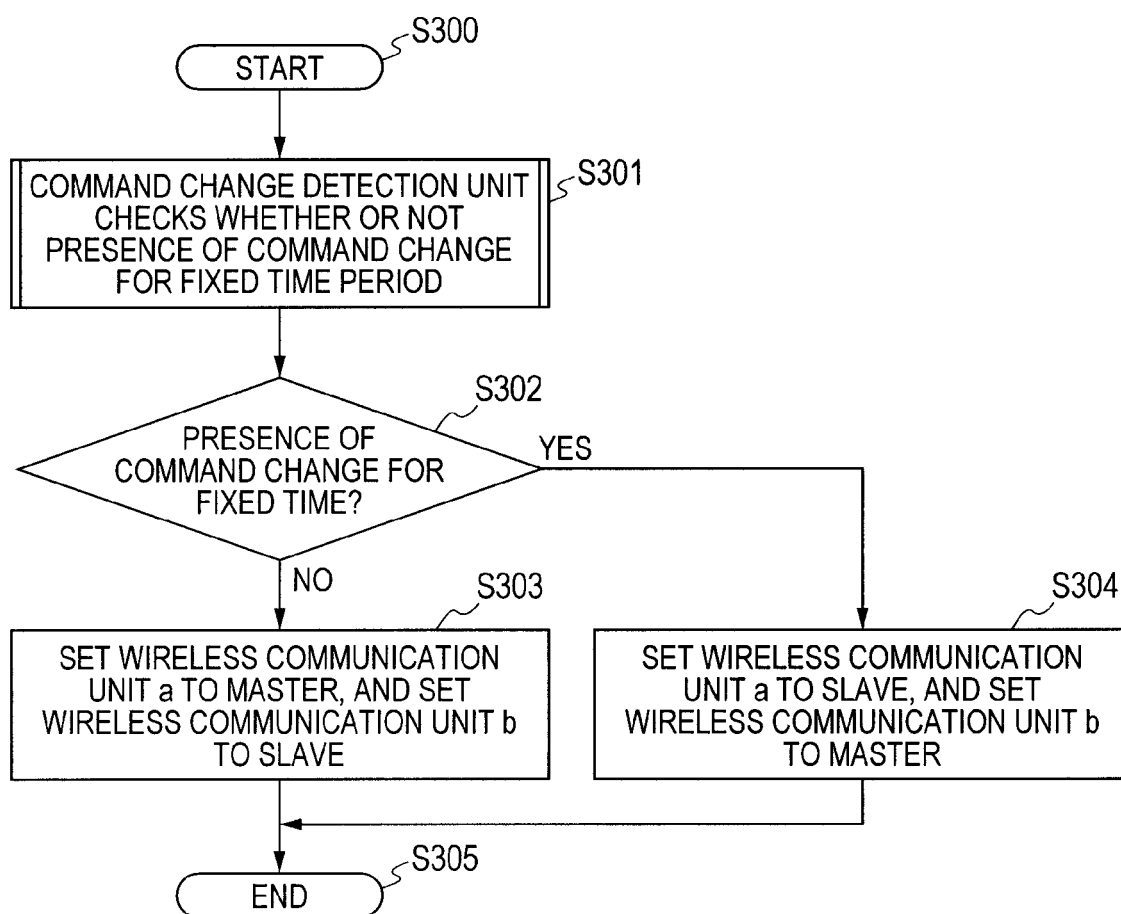 S300
START
S301
COMMAND CHANGE DETECTION UNIT
CHECKS WHETHER OR NOT
PRESENCE OF COMMAND CHANGE
FOR FIXED TIME PERIOD
S302
PRESENCE OF
COMMAND CHANGE FOR
FIXED TIME?
YES
NO
S303
SET WIRELESS COMMUNICATION
UNIT a TO MASTER, AND SET
WIRELESS COMMUNICATION UNIT b
TO SLAVE
S304
SET WIRELESS COMMUNICATION
UNIT a TO SLAVE, AND SET
WIRELESS COMMUNICATION UNIT b
TO MASTER
S305
END